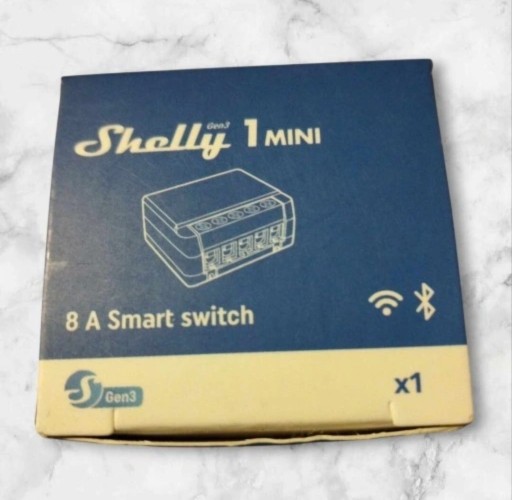 Shelly Gen3 1 MINI
8 A Smart switch
S Gen3
x1